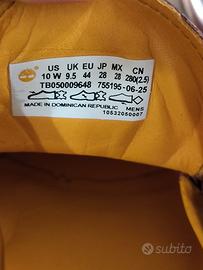 US UK EU JP MX CN
10 W 9.5 44 28 28 280(2.5)
TB050009648 755195-06-25
MADE IN DOMINICAN REPUBLIC MENS
10532050007
subito